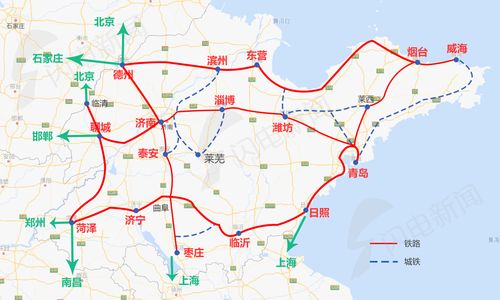 北京
石家庄
德州
滨州
东营
烟台
威海
北京
临清
淄博
莱西
济南
济南
潍坊
聊城
邯郸
泰安
莱芜
青岛
曲阜
日照
郑州
菏泽
济宁
临沂
枣庄
铁路
上海
城铁
南昌
上海
闪电新闻